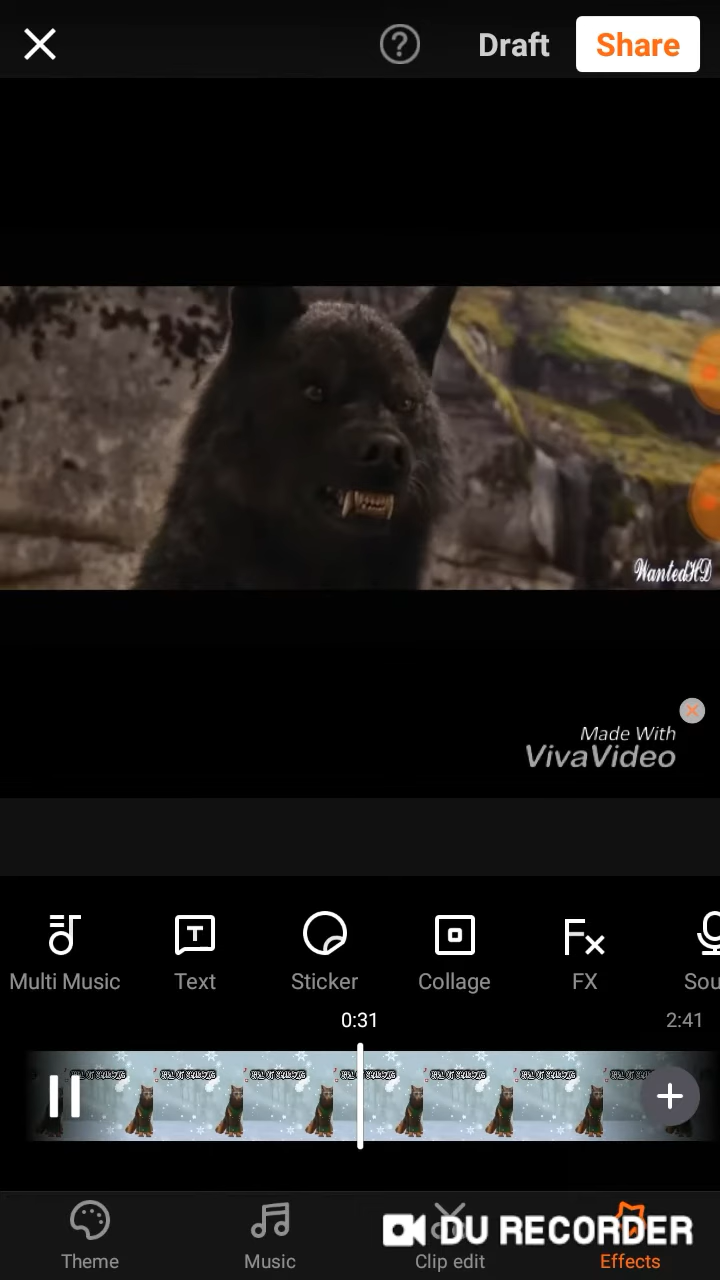 Draft Share
WantedHD
Made With
VivaVideo
Multi Music Text Sticker Collage FX Sou
0:31 2:41
DU RECORDER
Theme Music Clip edit Effects